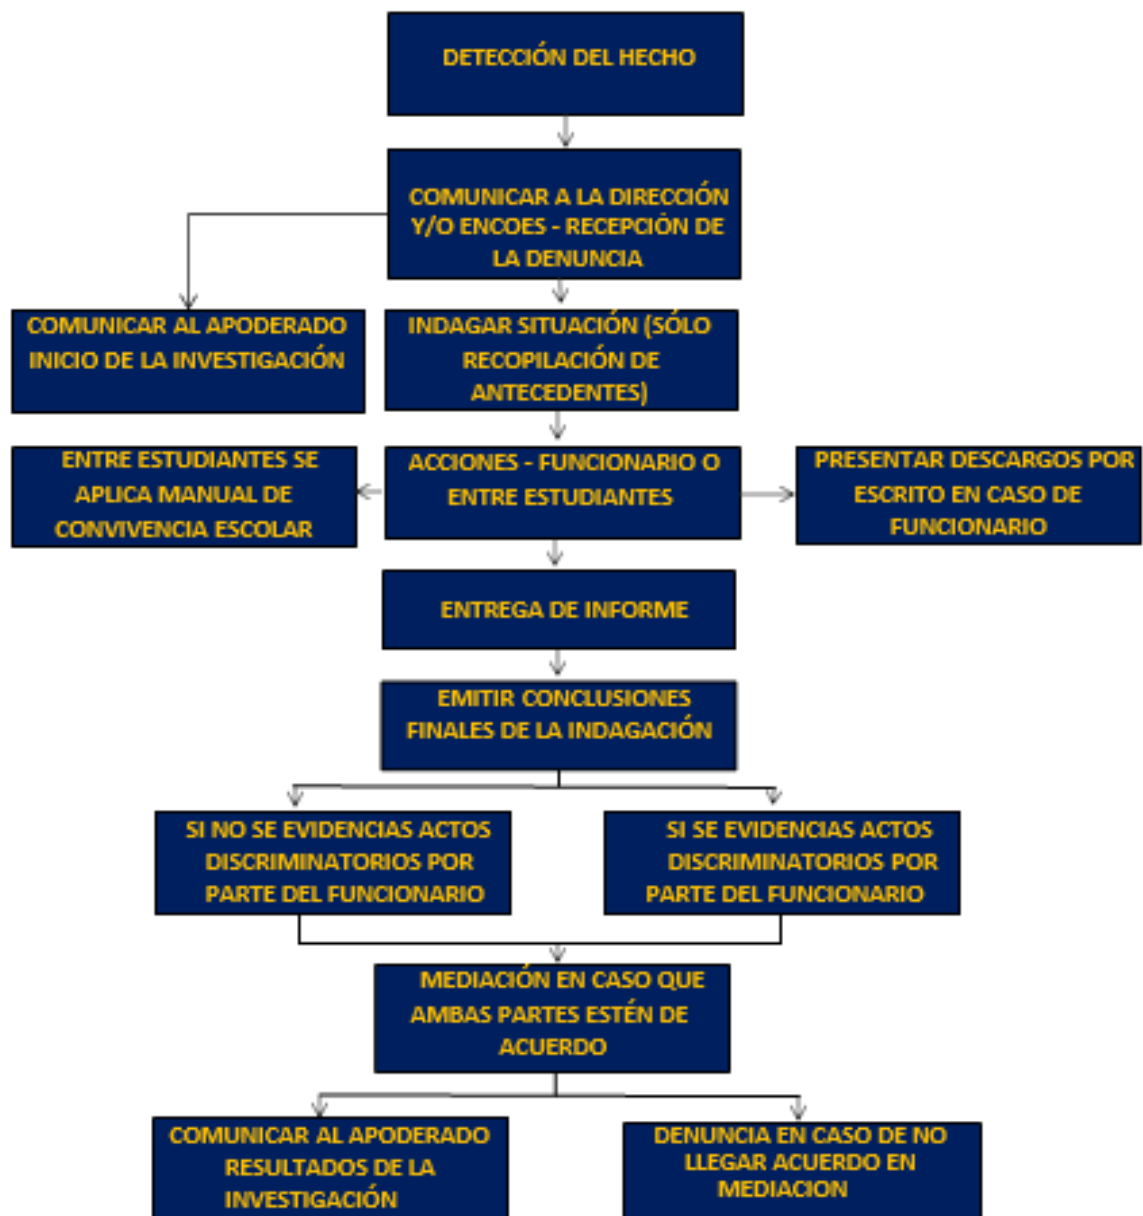 DETECCIÓN DEL HECHO
COMUNICAR A LA DIRECCIÓN
Y/O ENCOES - RECEPCIÓN DE
LA DENUNCIA
COMUNICAR AL APODERADO
INICIO DE LA INVESTIGACIÓN
INDAGAR SITUACIÓN (SÓLO
RECOPILACIÓN DE
ANTECEDENTES)
ENTRE ESTUDIANTES SE
APLICA MANUAL DE
CONVIVENCIA ESCOLAR
ACCIONES - FUNCIONARIO O
ENTRE ESTUDIANTES
PRESENTAR DESCARGOS POR
ESCRITO EN CASO DE
FUNCIONARIO
ENTREGA DE INFORME
EMITIR CONCLUSIONES
FINALES DE LA INDAGACIÓN
SI NO SE EVIDENCIAS ACTOS
DISCRIMINATORIOS POR
PARTE DEL FUNCIONARIO
SI SE EVIDENCIAS ACTOS
DISCRIMINATORIOS POR
PARTE DEL FUNCIONARIO
MEDIACIÓN EN CASO QUE
AMBAS PARTES ESTÉN DE
ACUERDO
COMUNICAR AL APODERADO
RESULTADOS DE LA
INVESTIGACIÓN
DENUNCIA EN CASO DE NO
LLEGAR ACUERDO EN
MEDIACION